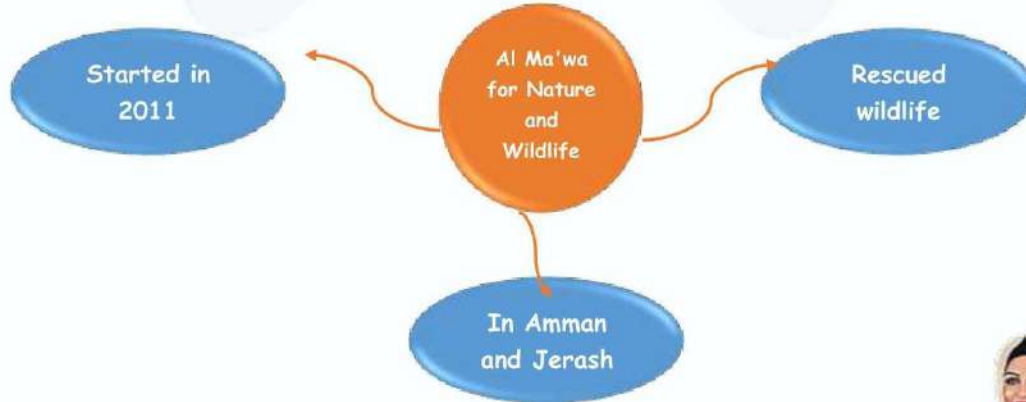 Started in
2011
Al Ma'wa
for Nature
and
Wildlife
Rescued
wildlife
In Amman
and Jerash